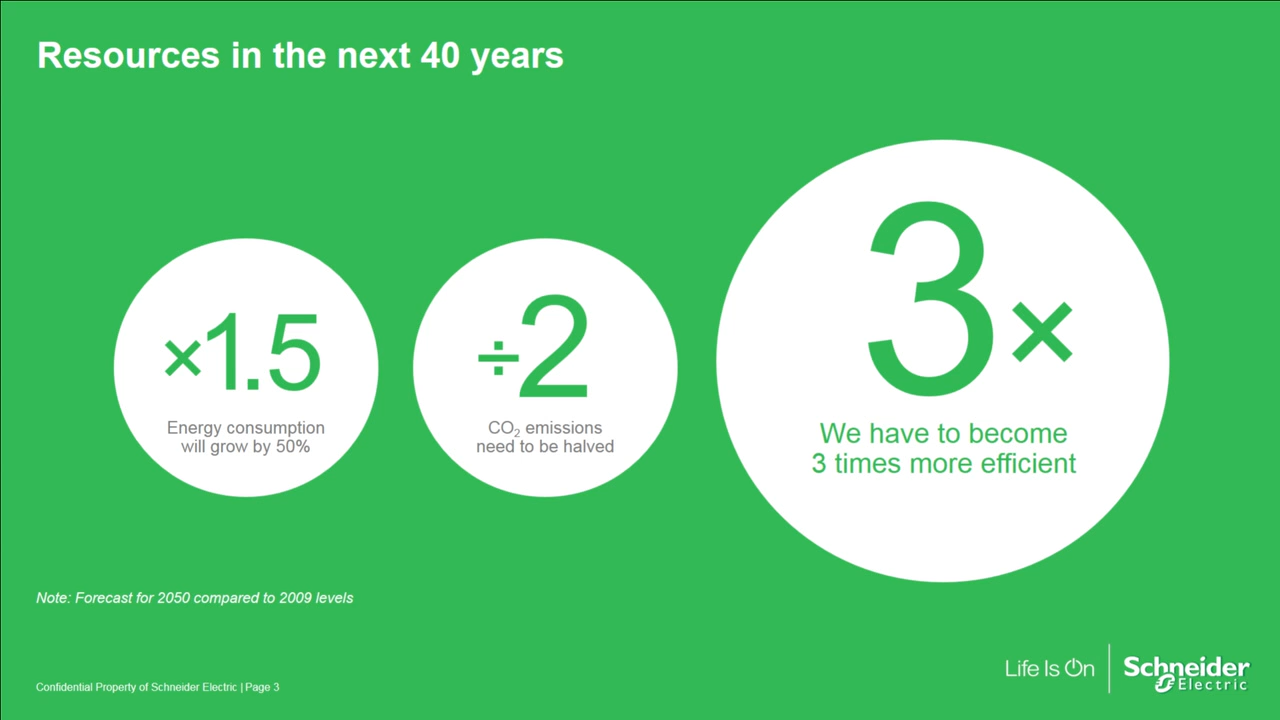 Resources in the next 40 years
×1.5
Energy consumption
will grow by 50%
÷2
CO₂ emissions
need to be halved
3×
We have to become
3 times more efficient
Note: Forecast for 2050 compared to 2009 levels
Confidential Property of Schneider Electric | Page 3
Life Is On
Schneider
Electric